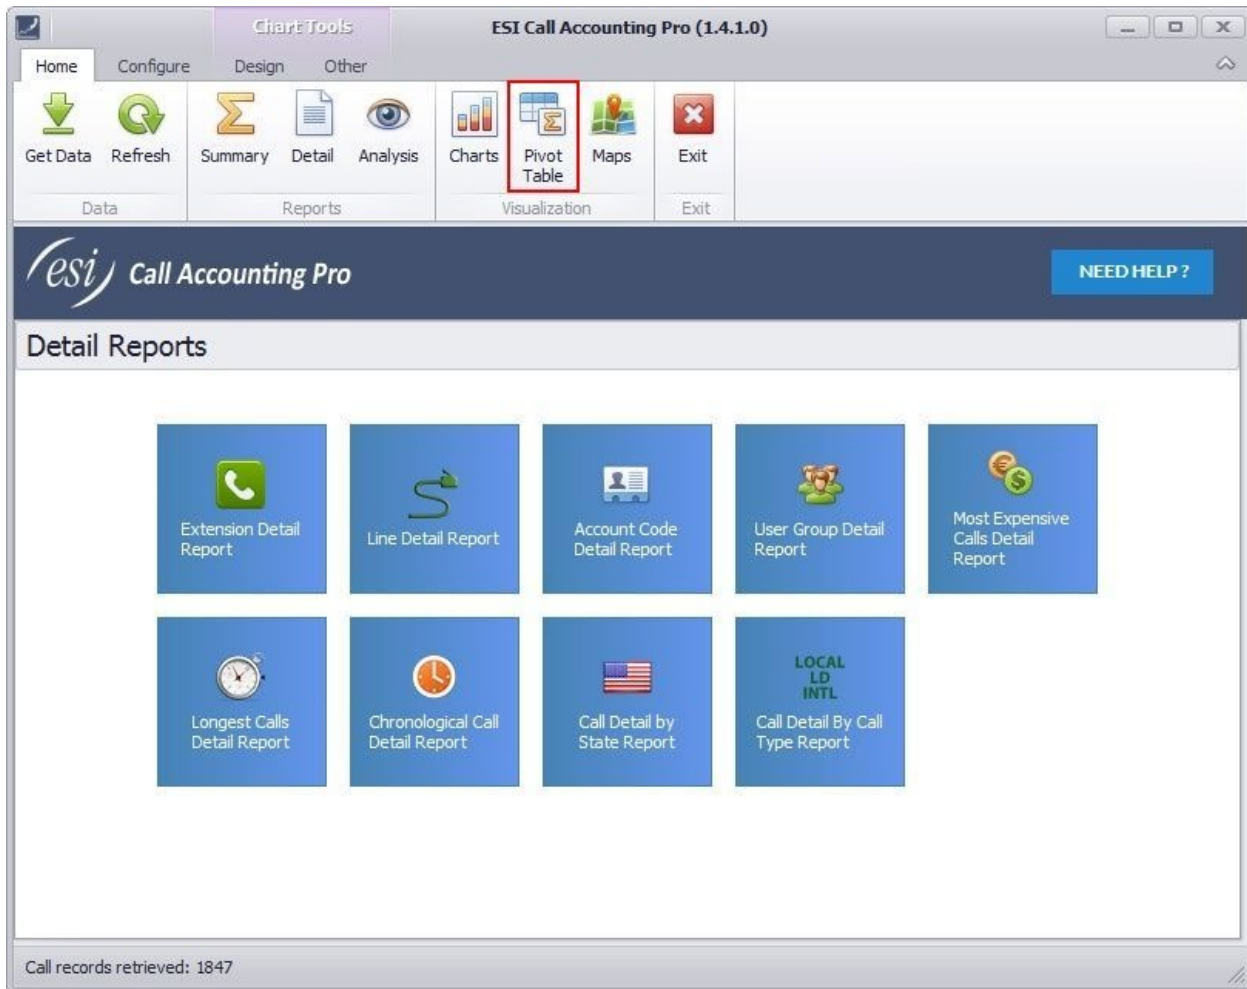 Chart Tools
ESI Call Accounting Pro (1.4.1.0)
Home Configure Design Other
Get Data Refresh Summary Detail Analysis Charts Pivot Table Maps Exit
Data Reports Visualization Exit
esi Call Accounting Pro
NEED HELP ?
Detail Reports
Extension Detail
Report
Line Detail Report
Account Code
Detail Report
User Group Detail
Report
Most Expensive
Calls Detail
Report
Longest Calls
Detail Report
Chronological Call
Detail Report
Call Detail by
State Report
LOCAL
LD
INTL
Call Detail By Call
Type Report
Call records retrieved: 1847